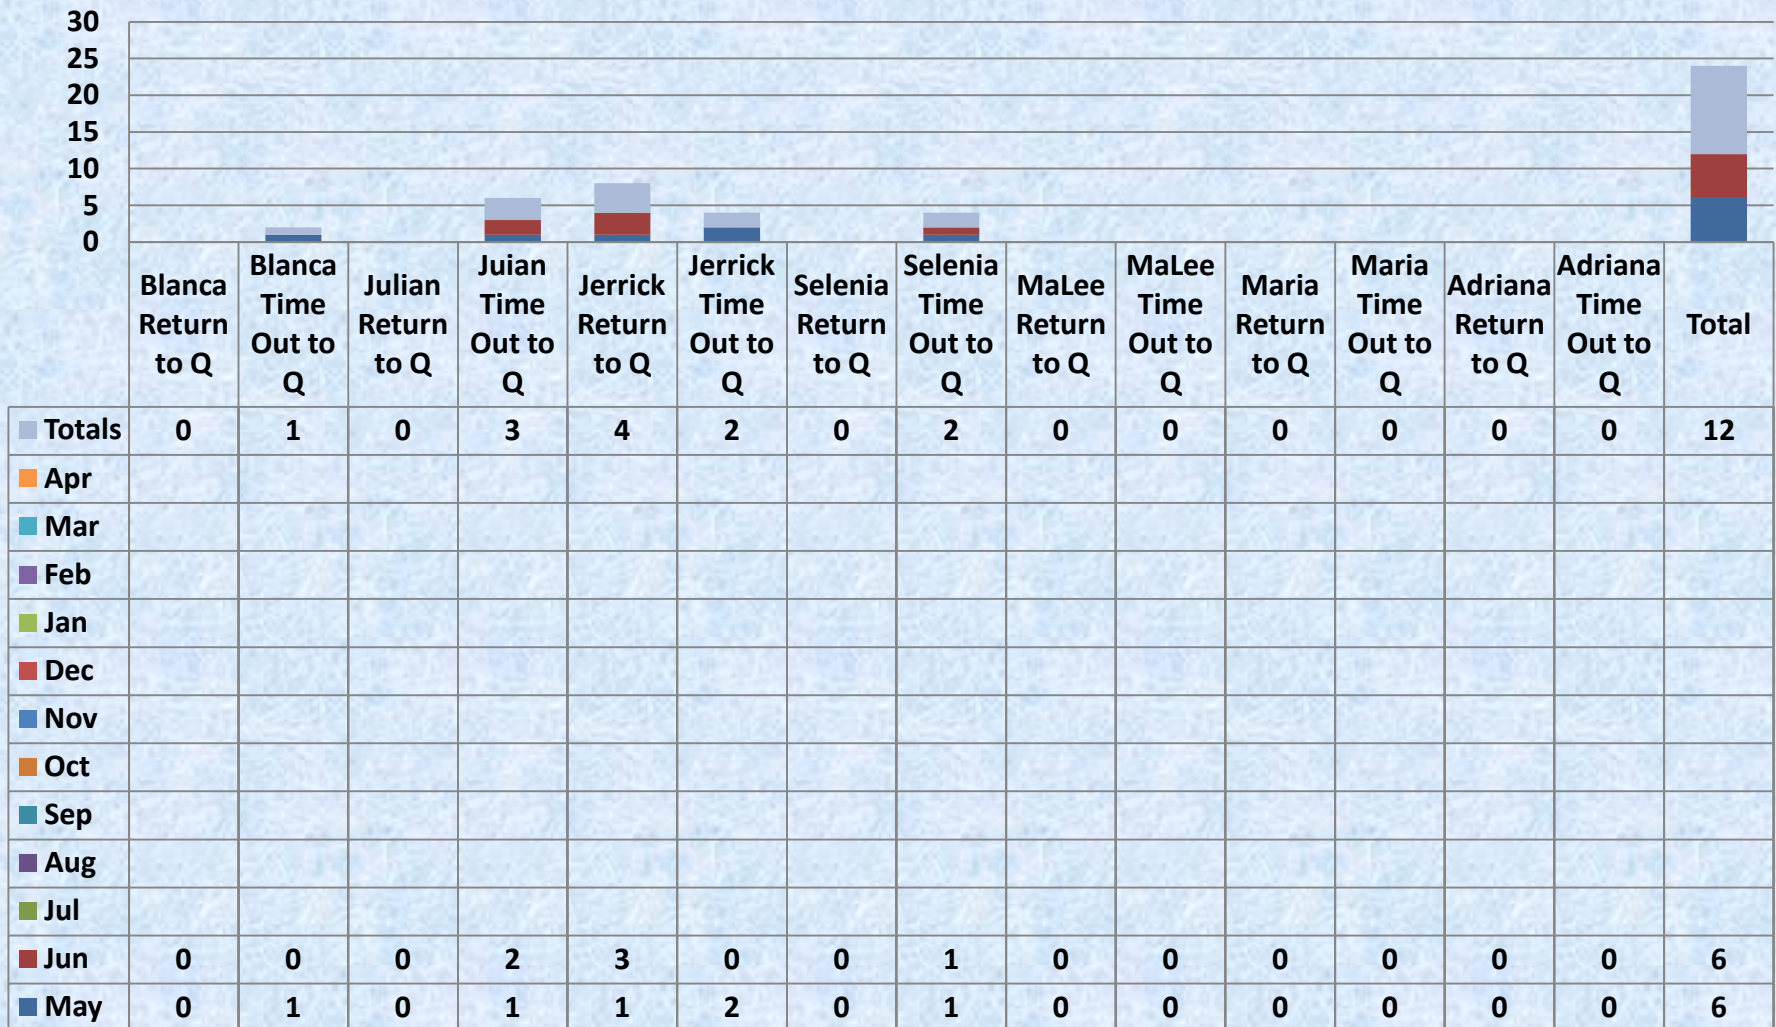 30
25
20
15
10
5
0
Blanca Return to Q
Blanca Time Out to Q
Julian Return to Q
Juian Time Out to Q
Jerrick Return to Q
Jerrick Time Out to Q
Selenia Return to Q
Selenia Time Out to Q
MaLee Return to Q
MaLee Time Out to Q
Maria Return to Q
Maria Time Out to Q
Adriana Return to Q
Adriana Time Out to Q
Total
Totals 0 1 0 3 4 2 0 2 0 0 0 0 0 0 12
Apr
Mar
Feb
Jan
Dec
Nov
Oct
Sep
Aug
Jul
Jun 0 0 0 2 3 0 0 1 0 0 0 0 0 0 6
May 0 1 0 1 1 2 0 1 0 0 0 0 0 0 6